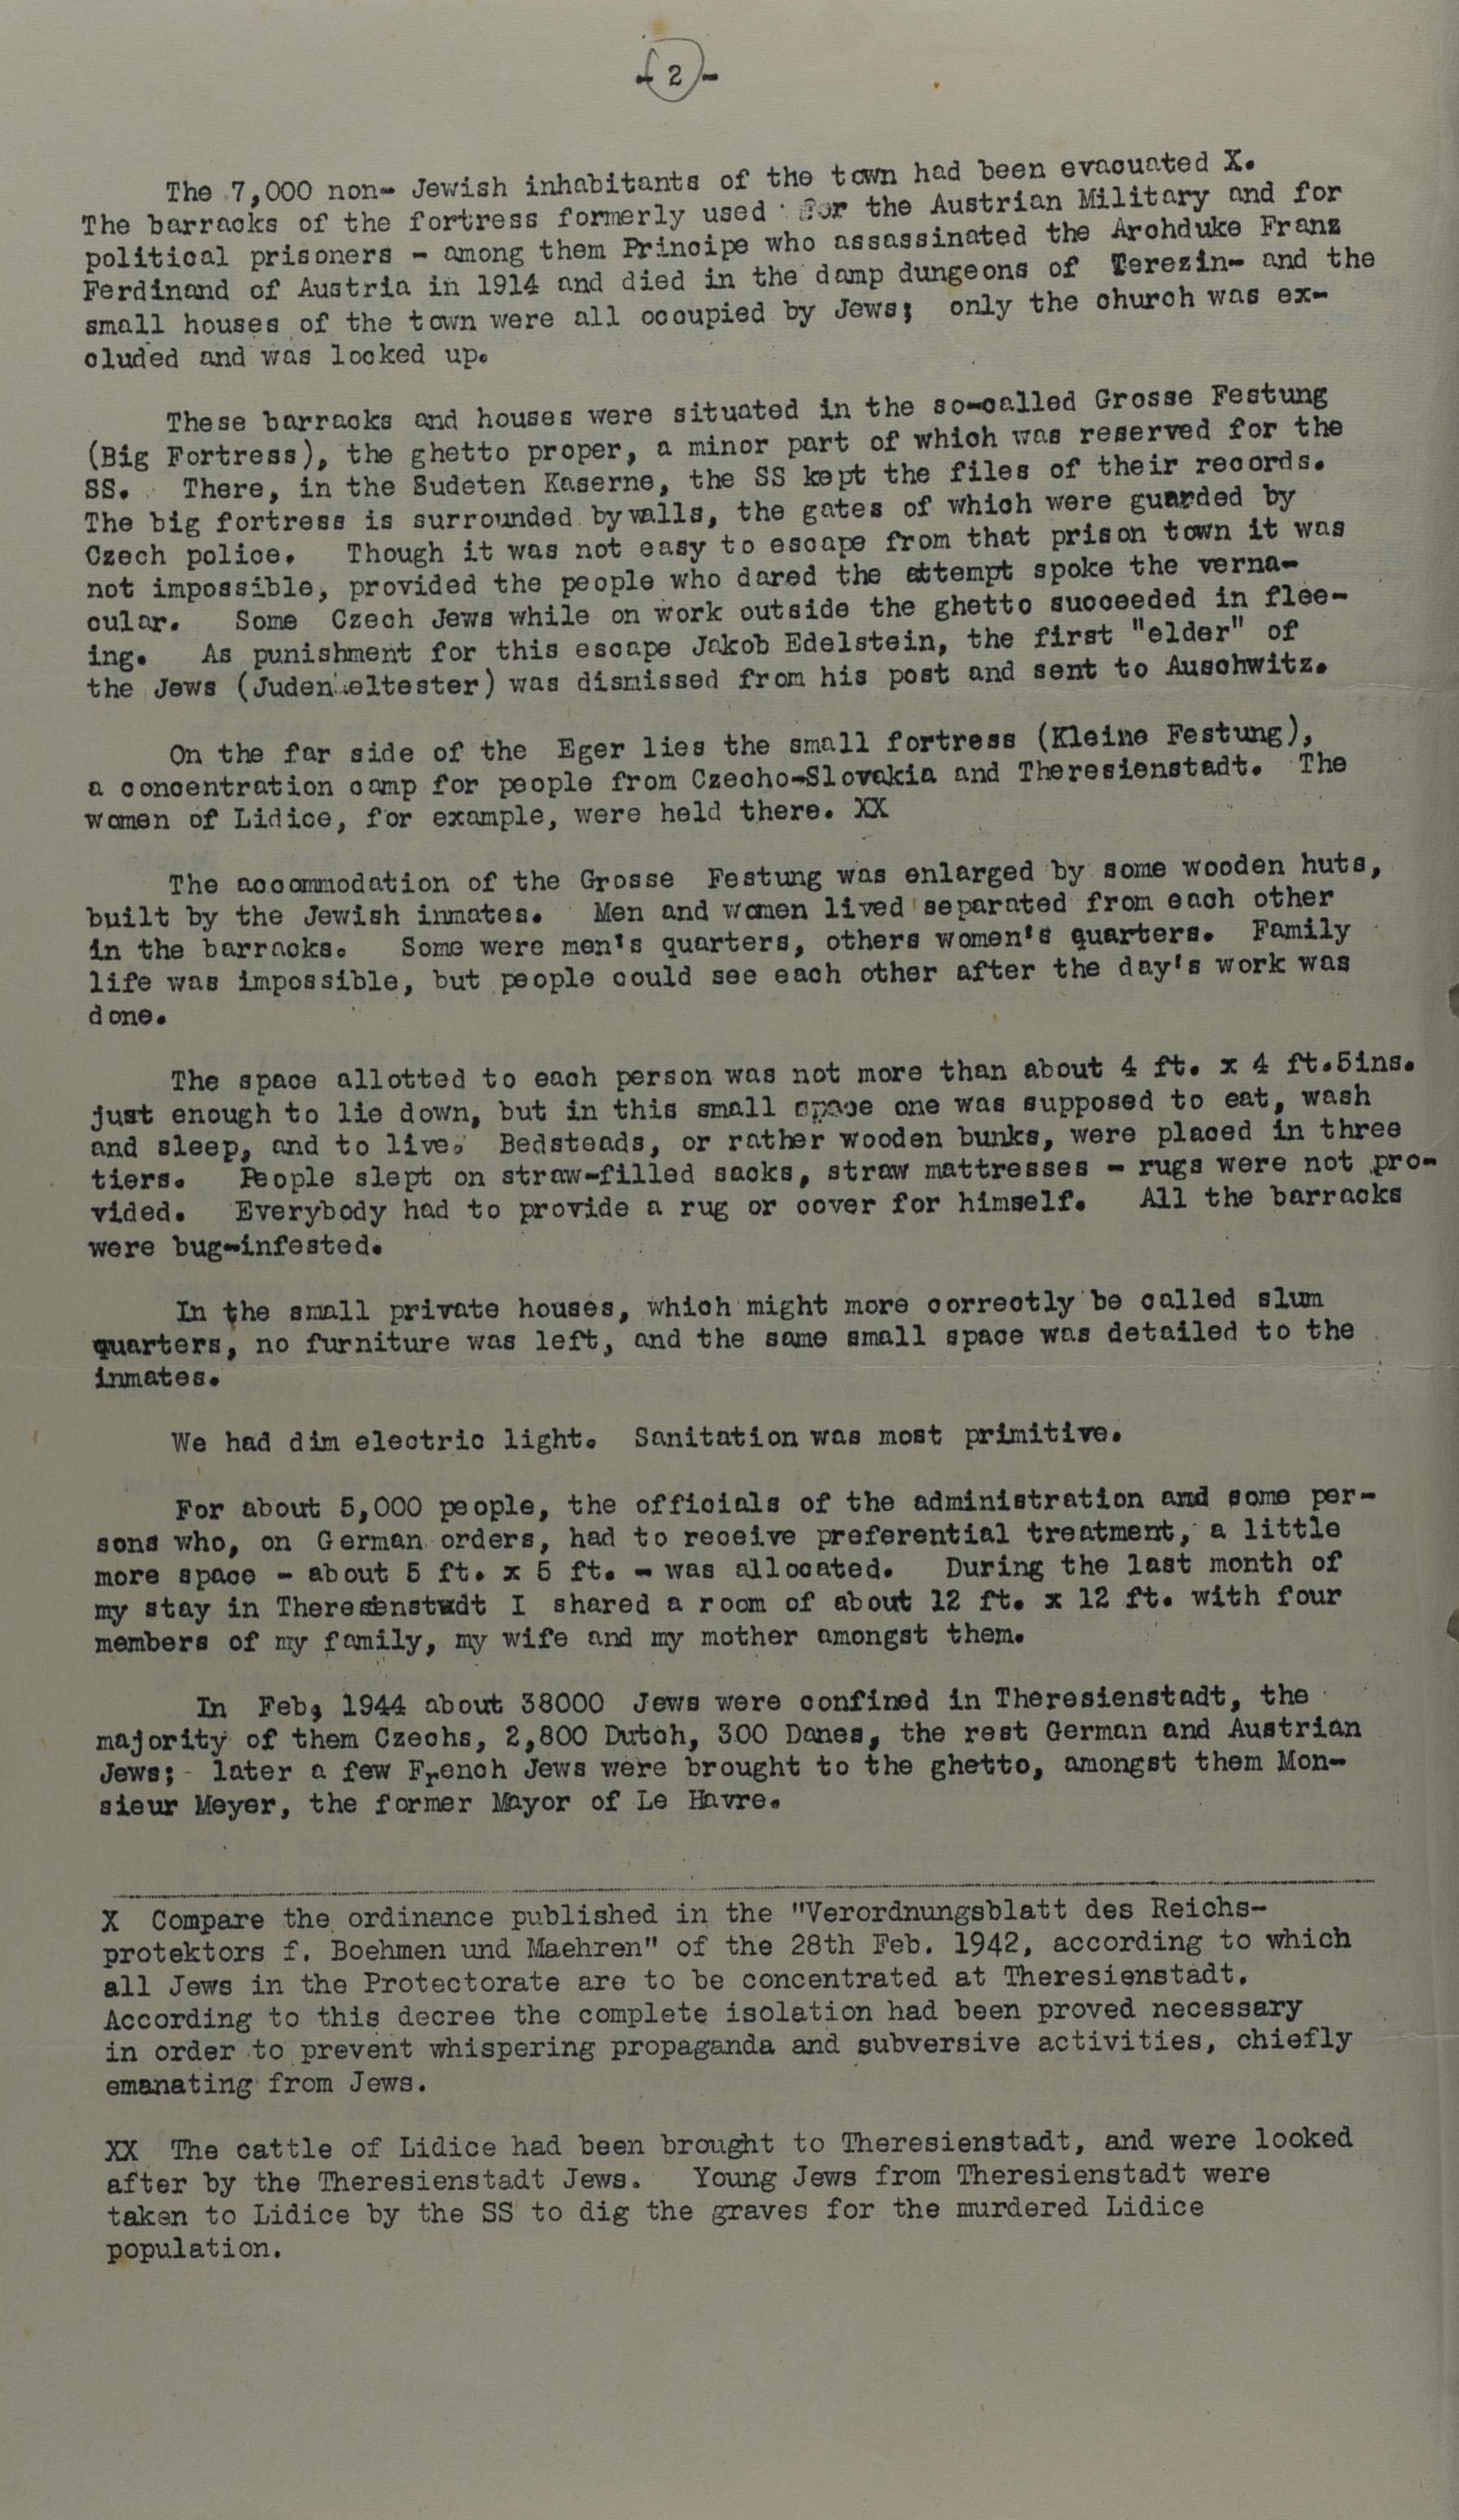 - 2 -
The 7,000 non- Jewish inhabitants of the town had been evacuated X.
The barracks of the fortress formerly used for the Austrian Military and for
political prisoners - among them Principe who assassinated the Archduke Franz
Ferdinand of Austria in 1914 and died in the damp dungeons of Terezin- and the
small houses of the town were all occupied by Jews; only the church was ex-
cluded and was locked up.
These barracks and houses were situated in the so-called Grosse Festung
(Big Fortress), the ghetto proper, a minor part of which was reserved for the
SS. There, in the Sudeten Kaserne, the SS kept the files of their records.
The big fortress is surrounded by walls, the gates of which were guarded by
Czech police. Though it was not easy to escape from that prison town it was
not impossible, provided the people who dared the attempt spoke the verna-
cular. Some Czech Jews while on work outside the ghetto succeeded in flee-
ing. As punishment for this escape Jakob Edelstein, the first "elder" of
the Jews (Judenaeltester) was dismissed from his post and sent to Auschwitz.
On the far side of the Eger lies the small fortress (Kleine Festung),
a concentration camp for people from Czecho-Slovakia and Theresienstadt. The
women of Lidice, for example, were held there. XX
The accommodation of the Grosse Festung was enlarged by some wooden huts,
built by the Jewish inmates. Men and women lived separated from each other
in the barracks. Some were men's quarters, others women's quarters. Family
life was impossible, but people could see each other after the day's work was
done.
The space allotted to each person was not more than about 4 ft. x 4 ft.5ins.
just enough to lie down, but in this small space one was supposed to eat, wash
and sleep, and to live. Bedsteads, or rather wooden bunks, were placed in three
tiers. People slept on straw-filled sacks, straw mattresses - rugs were not pro-
vided. Everybody had to provide a rug or cover for himself. All the barracks
were bug-infested.
In the small private houses, which might more correctly be called slum
quarters, no furniture was left, and the same small space was detailed to the
inmates.
We had dim electric light. Sanitation was most primitive.
For about 5,000 people, the officials of the administration and some per-
sons who, on German orders, had to receive preferential treatment, a little
more space - about 5 ft. x 5 ft. - was allocated. During the last month of
my stay in Theresienstadt I shared a room of about 12 ft. x 12 ft. with four
members of my family, my wife and my mother amongst them.
In Feb, 1944 about 38000 Jews were confined in Theresienstadt, the
majority of them Czechs, 2,800 Dutch, 300 Danes, the rest German and Austrian
Jews; later a few French Jews were brought to the ghetto, amongst them Mon-
sieur Meyer, the former Mayor of Le Havre.
X Compare the ordinance published in the "Verordnungsblatt des Reichs-
protektors f. Boehmen und Maehren" of the 28th Feb. 1942, according to which
all Jews in the Protectorate are to be concentrated at Theresienstadt.
According to this decree the complete isolation had been proved necessary
in order to prevent whispering propaganda and subversive activities, chiefly
emanating from Jews.
XX The cattle of Lidice had been brought to Theresienstadt, and were looked
after by the Theresienstadt Jews. Young Jews from Theresienstadt were
taken to Lidice by the SS to dig the graves for the murdered Lidice
population.